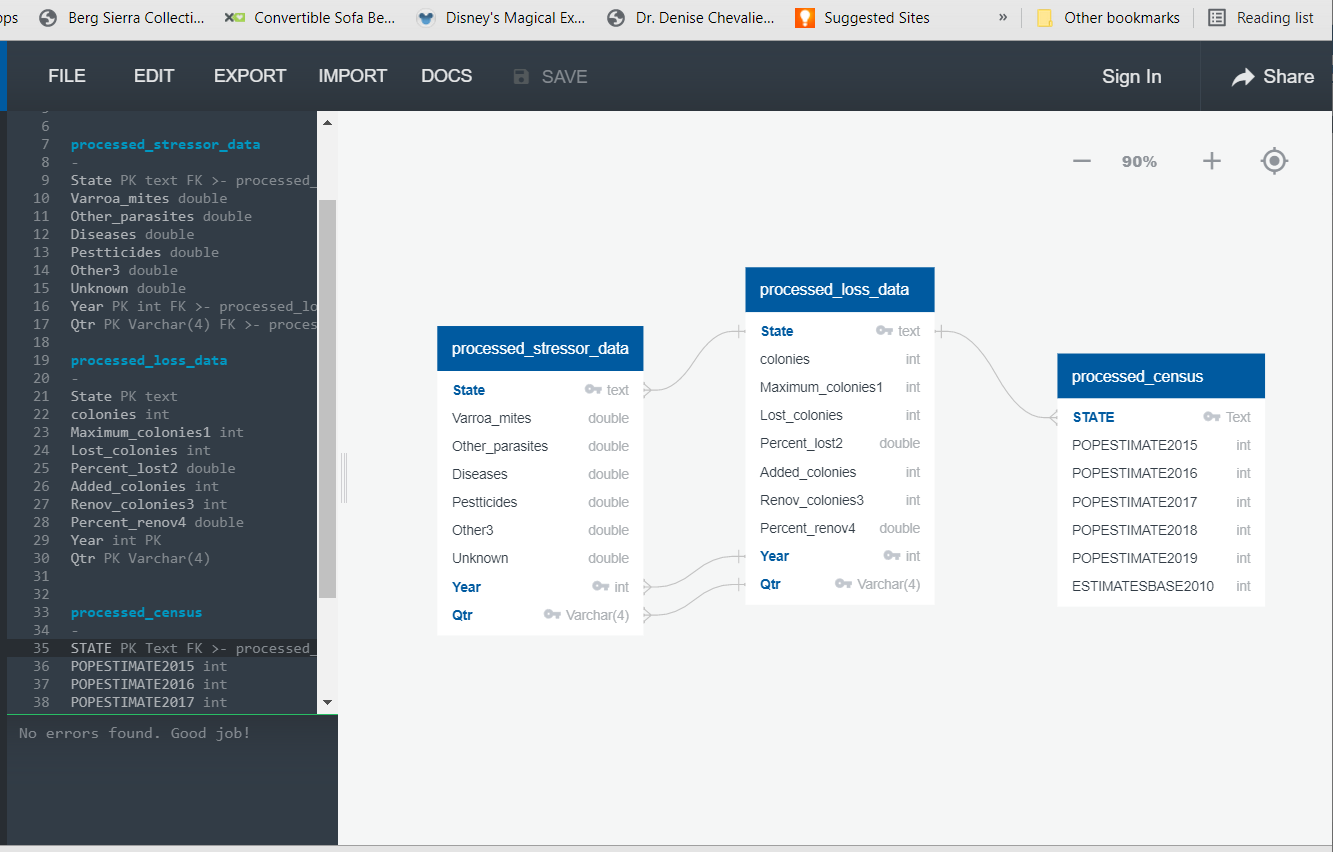 ops Berg Sierra Collecti... Convertible Sofa Be... Disney's Magical Ex... Dr. Denise Chevalie... Suggested Sites » Other bookmarks Reading list
FILE EDIT EXPORT IMPORT DOCS SAVE Sign In Share
6
7 processed_stressor_data
8 -
9 State PK text FK >- processed_
10 Varroa_mites double
11 Other_parasites double
12 Diseases double
13 Pestticides double
14 Other3 double
15 Unknown double
16 Year PK int FK >- processed_lo
17 Qtr PK Varchar(4) FK >- proces
18
19 processed_loss_data
20 -
21 State PK text
22 colonies int
23 Maximum_colonies1 int
24 Lost_colonies int
25 Percent_lost2 double
26 Added_colonies int
27 Renov_colonies3 int
28 Percent_renov4 double
29 Year int PK
30 Qtr PK Varchar(4)
31
32
33 processed_census
34 -
35 STATE PK Text FK >- processed_
36 POPESTIMATE2015 int
37 POPESTIMATE2016 int
38 POPESTIMATE2017 int
No errors found. Good job!
90%
processed_stressor_data
State text
Varroa_mites double
Other_parasites double
Diseases double
Pestticides double
Other3 double
Unknown double
Year int
Qtr Varchar(4)
processed_loss_data
State text
colonies int
Maximum_colonies1 int
Lost_colonies int
Percent_lost2 double
Added_colonies int
Renov_colonies3 int
Percent_renov4 double
Year int
Qtr Varchar(4)
processed_census
STATE Text
POPESTIMATE2015 int
POPESTIMATE2016 int
POPESTIMATE2017 int
POPESTIMATE2018 int
POPESTIMATE2019 int
ESTIMATESBASE2010 int